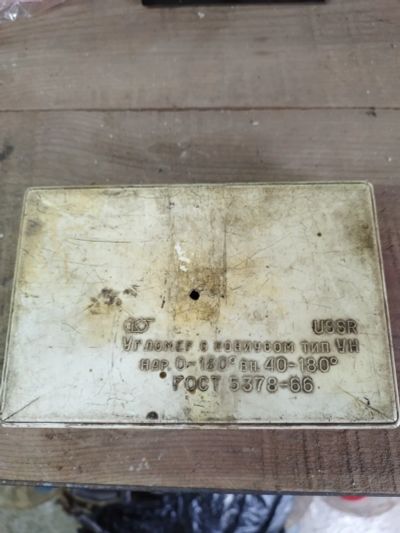 USSR
Угломер с нониусом тип УН
нар. 0-180° вн. 40-180°
ГОСТ 5378-66